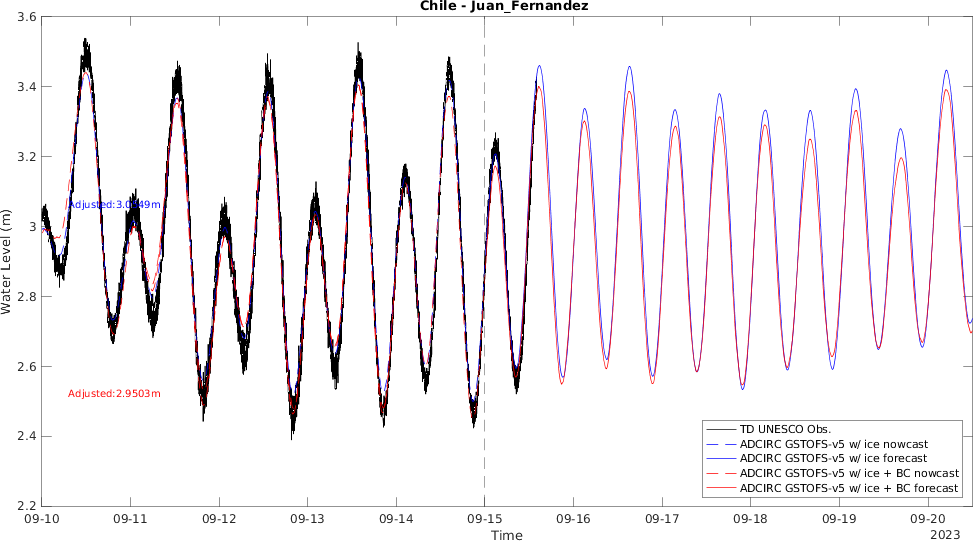 Chile - Juan_Fernandez
3.6
3.4
3.2
3
2.8
2.6
2.4
2.2
Water Level (m)
Adjusted:2.9503m
TD UNESCO Obs.
ADCIRC GSTOFS-v5 w/ ice nowcast
ADCIRC GSTOFS-v5 w/ ice forecast
ADCIRC GSTOFS-v5 w/ ice + BC nowcast
ADCIRC GSTOFS-v5 w/ ice + BC forecast
09-10 09-11 09-12 09-13 09-14 09-15 09-16 09-17 09-18 09-19 09-20
Time
2023